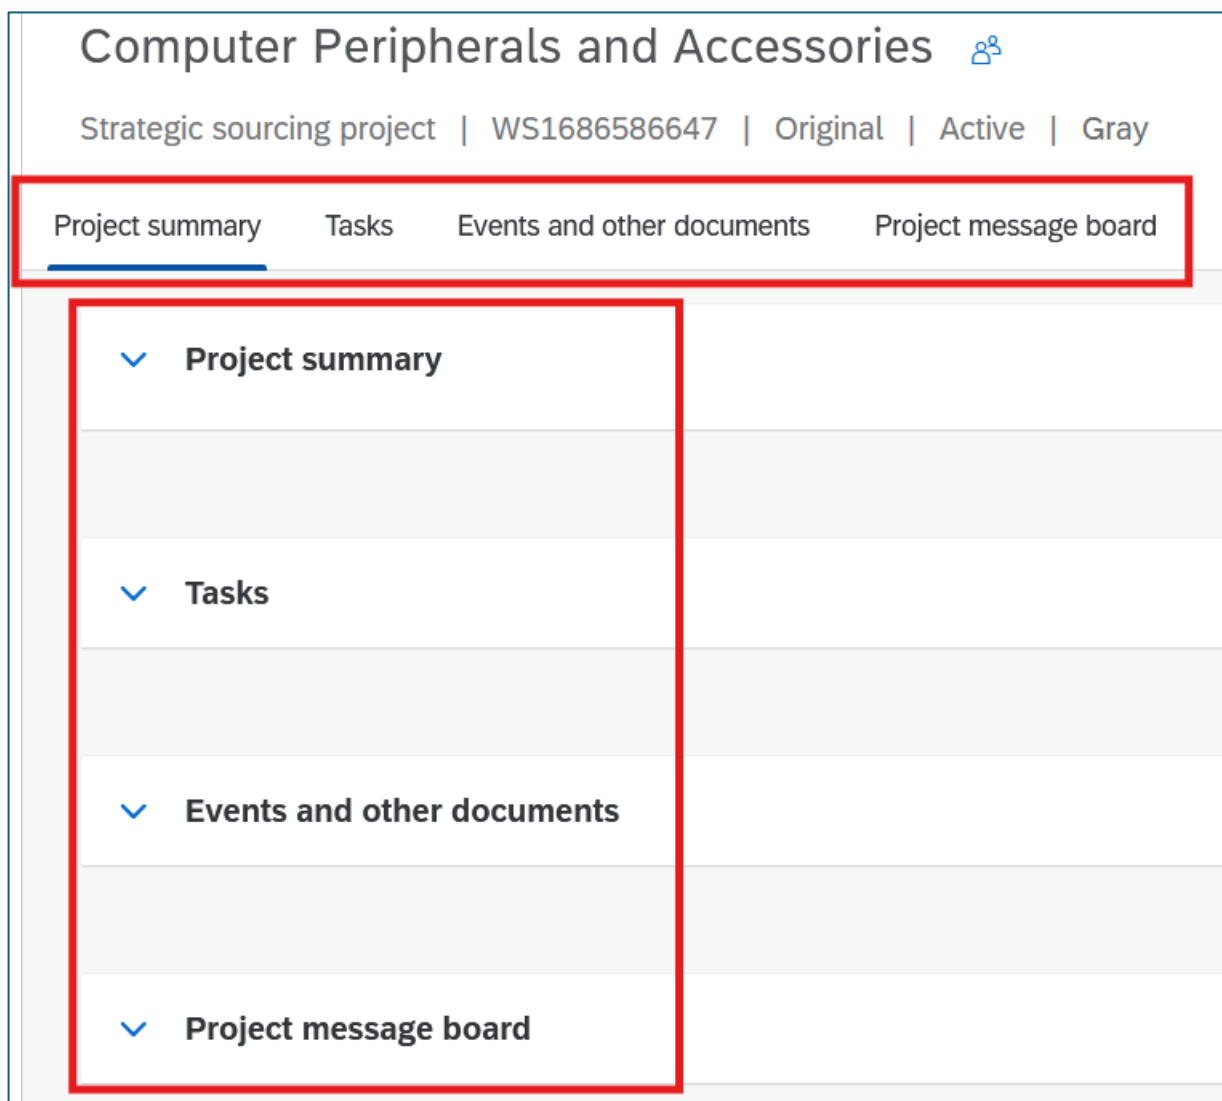 Computer Peripherals and Accessories
Strategic sourcing project | WS1686586647 | Original | Active | Gray
Project summary Tasks Events and other documents Project message board
Project summary
Tasks
Events and other documents
Project message board